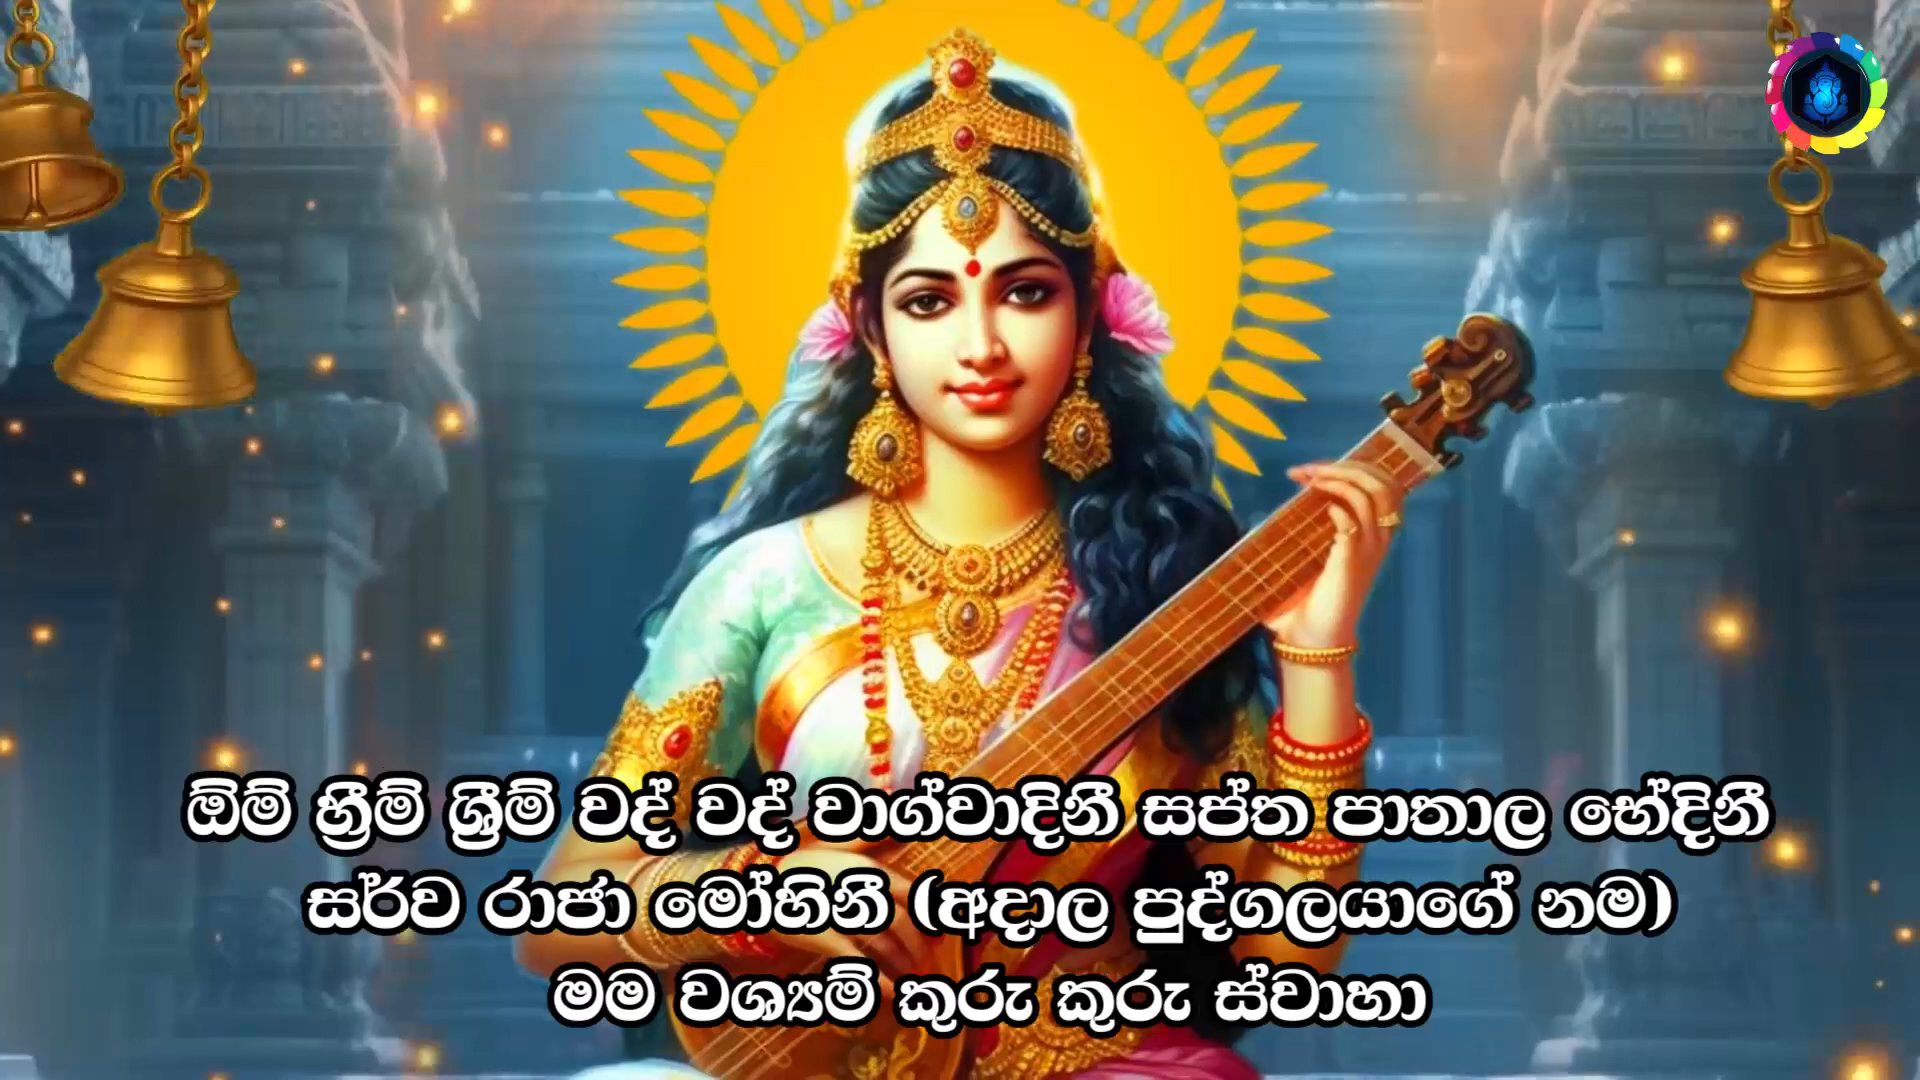 ඕම් හ්‍රීම් ශ්‍රීම් වද් වද් වාග්වාදිනී සප්ත පාතාල භේදිනී
සර්ව රාජා මෝහිනී (අදාල පුද්ගලයාගේ නම)
මම වශ්‍යම් කුරු කුරු ස්වාහා